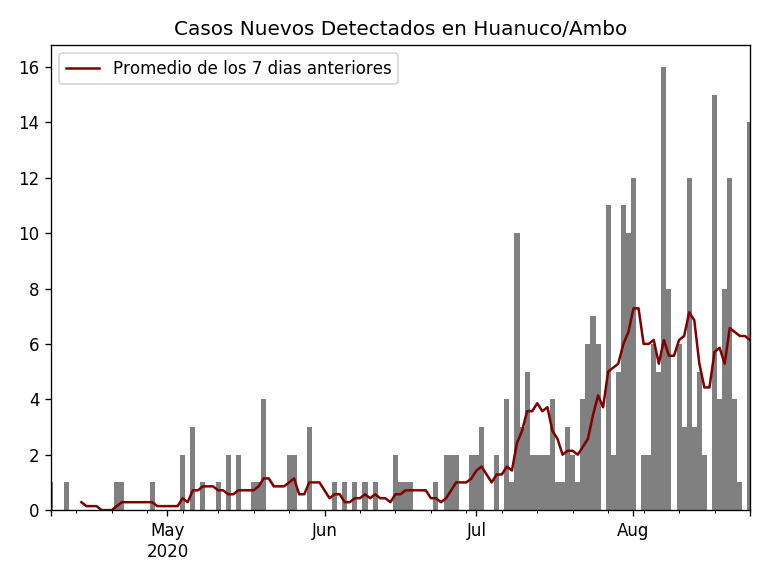 Casos Nuevos Detectados en Huanuco/Ambo
Promedio de los 7 dias anteriores
16
14
12
10
8
6
4
2
0
May
2020
Jun
Jul
Aug